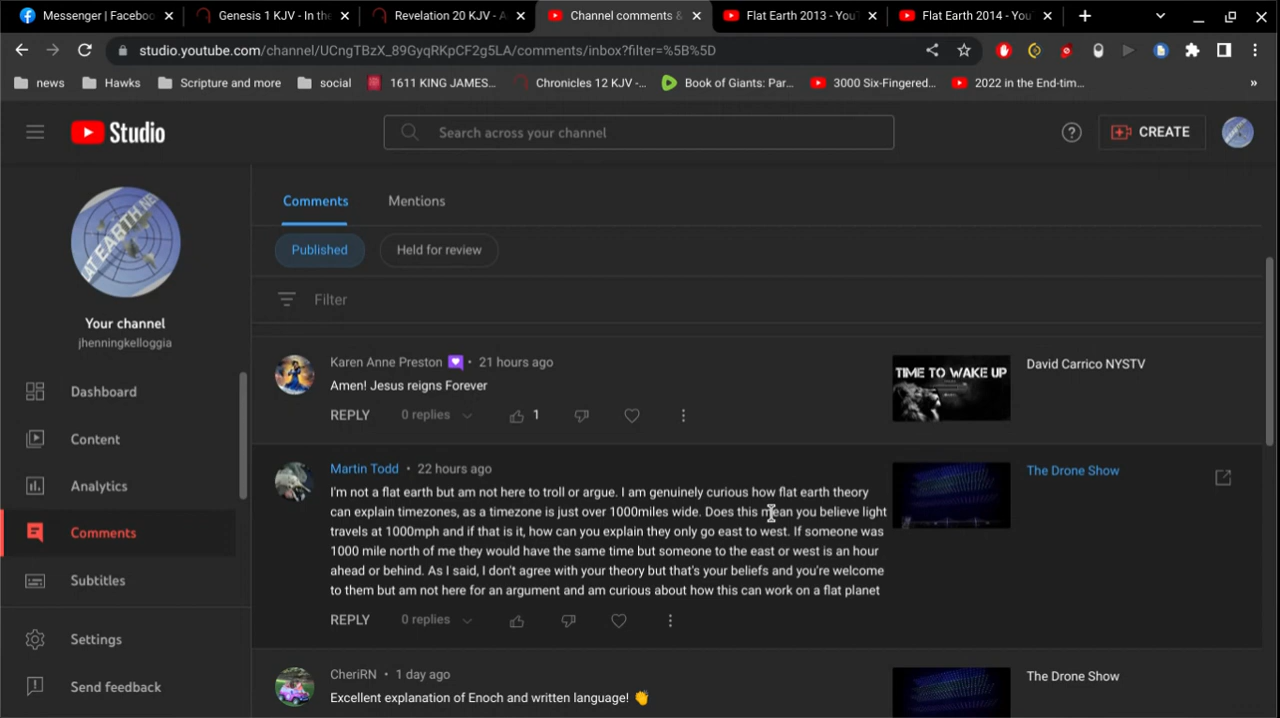 Messenger | Faceboo
Genesis 1 KJV - In the
Revelation 20 KJV - A
Channel comments &
Flat Earth 2013 - YouT
Flat Earth 2014 - YouT
studio.youtube.com/channel/UCngTBzX_89GyqRKpCF2g5LA/comments/inbox?filter=%5B%5D
news
Hawks
Scripture and more
social
1611 KING JAMES...
Chronicles 12 KJV -...
Book of Giants: Par...
3000 Six-Fingered...
2022 in the End-tim...
»
Studio
Search across your channel
CREATE
Comments
Mentions
Published
Held for review
Filter
Your channel
jhenningkelloggia
Dashboard
Content
Analytics
Comments
Subtitles
Settings
Send feedback
Karen Anne Preston • 21 hours ago
Amen! Jesus reigns Forever
REPLY 0 replies 1
TIME TO WAKE UP
David Carrico NYSTV
Martin Todd • 22 hours ago
I'm not a flat earth but am not here to troll or argue. I am genuinely curious how flat earth theory
can explain timezones, as a timezone is just over 1000miles wide. Does this mean you believe light
travels at 1000mph and if that is it, how can you explain they only go east to west. If someone was
1000 mile north of me they would have the same time but someone to the east or west is an hour
ahead or behind. As I said, I don't agree with your theory but that's your beliefs and you're welcome
to them but am not here for an argument and am curious about how this can work on a flat planet
REPLY 0 replies
The Drone Show
CheriRN • 1 day ago
Excellent explanation of Enoch and written language! 👏
The Drone Show